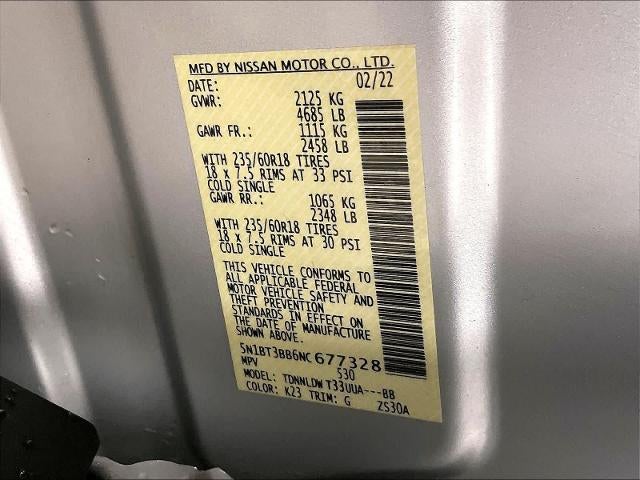 MFD BY NISSAN MOTOR CO., LTD.
DATE: 02/22
GVWR: 2125 KG
4685 LB
GAWR FR.: 1115 KG
2458 LB
WITH 235/60R18 TIRES
18 x 7.5 RIMS AT 33 PSI
COLD SINGLE
GAWR RR.: 1065 KG
2348 LB
WITH 235/60R18 TIRES
18 x 7.5 RIMS AT 30 PSI
COLD SINGLE
THIS VEHICLE CONFORMS TO
ALL APPLICABLE FEDERAL
MOTOR VEHICLE SAFETY AND
THEFT PREVENTION
STANDARDS IN EFFECT ON
THE DATE OF MANUFACTURE
SHOWN ABOVE.
5N1BT3BB6NC677328
MPV 530
MODEL: TDNNLDW T33UUA---BB
COLOR: K23 TRIM: G ZS30A